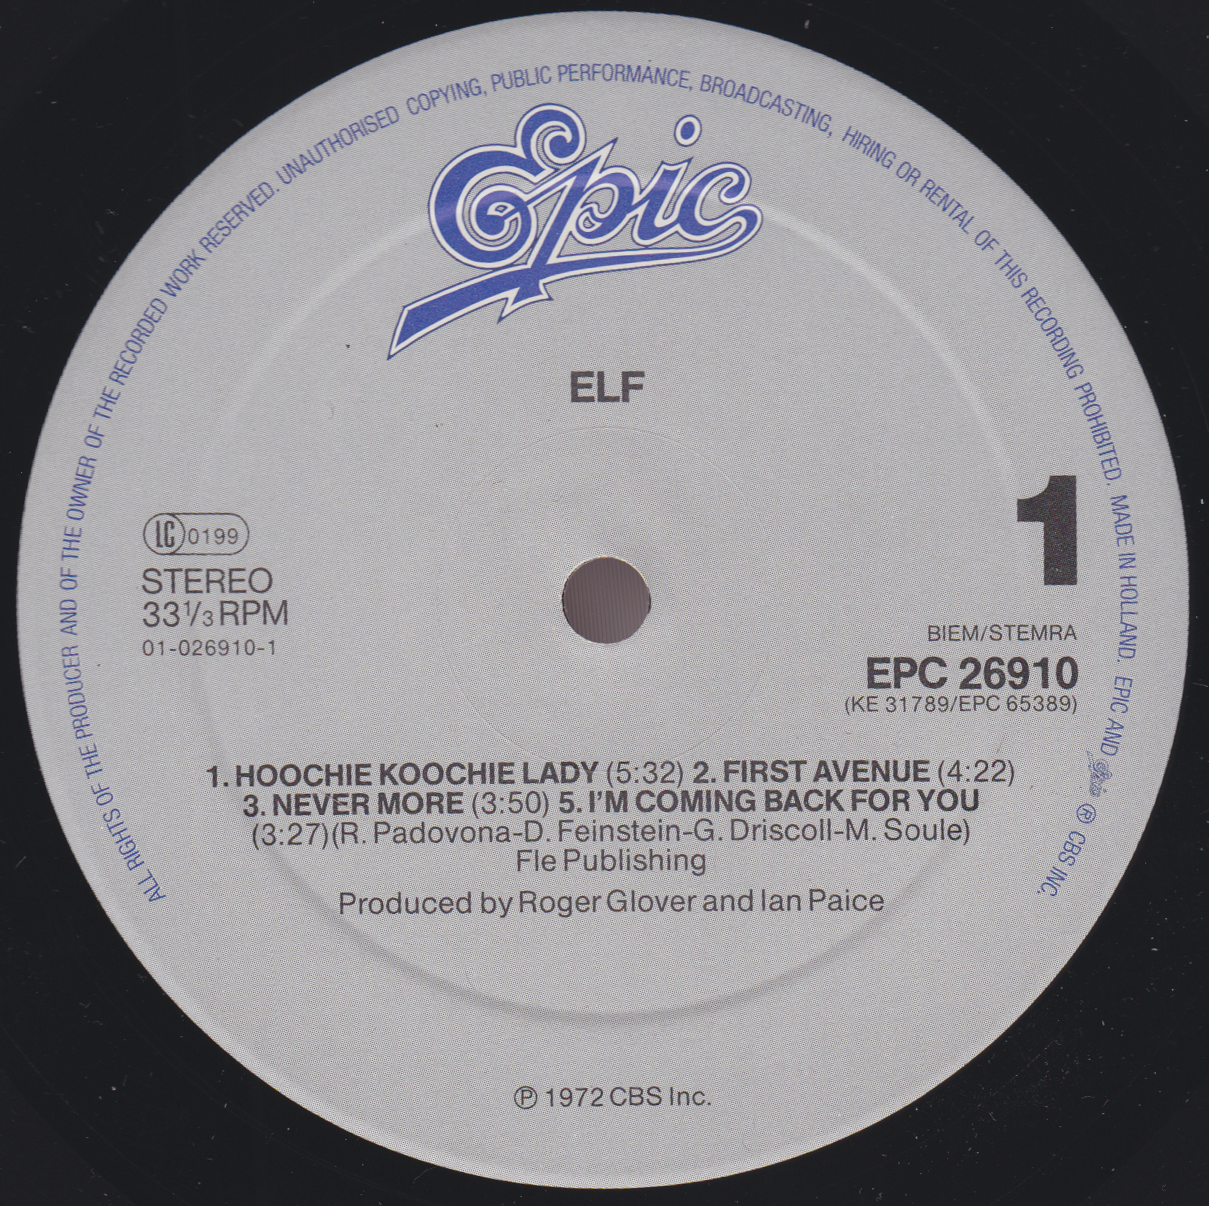 ALL RIGHTS OF THE PRODUCER AND OF THE OWNER OF THE RECORDED WORK RESERVED. UNAUTHORISED COPYING, PUBLIC PERFORMANCE, BROADCASTING, HIRING OR RENTAL OF THIS RECORDING PROHIBITED. MADE IN HOLLAND. EPIC AND Epic ® CBS INC.
Epic
ELF
1
LC 0199
STEREO
33 1/3 RPM
01-026910-1
BIEM/STEMRA
EPC 26910
(KE 31789/EPC 65389)
1. HOOCHIE KOOCHIE LADY (5:32) 2. FIRST AVENUE (4:22)
3. NEVER MORE (3:50) 5. I'M COMING BACK FOR YOU
(3:27) (R. Padovona-D. Feinstein-G. Driscoll-M. Soule)
Fle Publishing
Produced by Roger Glover and Ian Paice
℗ 1972 CBS Inc.